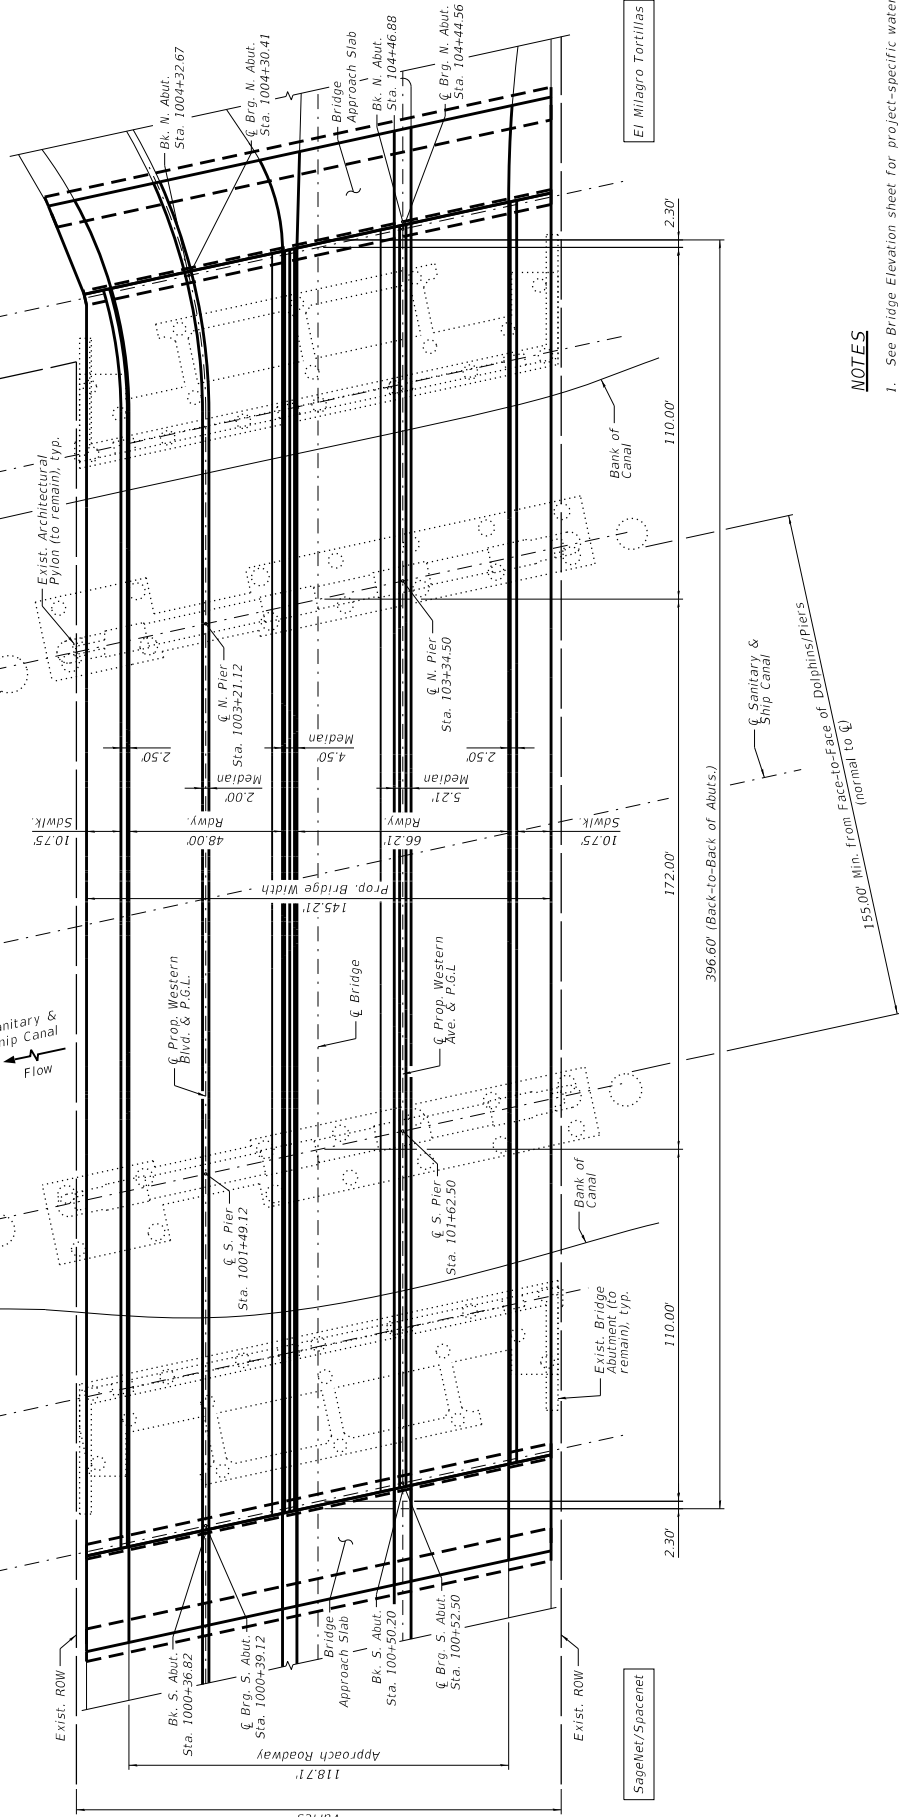 Bk. N. Abut.
Sta. 1004+32.67
℄ Brg. N. Abut.
Sta. 1004+30.41
Bridge
Approach Slab
Bk. N. Abut.
Sta. 104+46.88
℄ Brg. N. Abut.
Sta. 104+44.56
El Milagro Tortillas
NOTES
1. See Bridge Elevation sheet for project-specific water
Exist. Architectural
Pylon (to remain), typ.
Bank of
Canal
2.30'
110.00'
℄ N. Pier
Sta. 1003+21.12
℄ N. Pier
Sta. 103+34.50
2.50'
2.00'
Median
4.50'
Median
5.21'
Median
2.50'
10.75'
Sdwlk.
48.00'
Rdwy.
66.21'
Rdwy.
10.75'
Sdwlk.
145.21'
Prop. Bridge Width
℄ Sanitary &
Ship Canal
155.00' Min. from Face-to-Face of Dolphins/Piers
(normal to ℄)
172.00'
396.60' (Back-to-Back of Abuts.)
anitary &
hip Canal
Flow
℄ Prop. Western
Blvd. & P.G.L.
℄ Bridge
℄ Prop. Western
Ave. & P.G.L
℄ S. Pier
Sta. 1001+49.12
℄ S. Pier
Sta. 101+62.50
Bank of
Canal
Exist. Bridge
Abutment (to
remain), typ.
110.00'
2.30'
Exist. ROW
Bk. S. Abut.
Sta. 1000+36.82
℄ Brg. S. Abut.
Sta. 1000+39.12
Bridge
Approach Slab
Bk. S. Abut.
Sta. 100+50.20
℄ Brg. S. Abut.
Sta. 100+52.50
Exist. ROW
SageNet/Spacenet
118.71'
Approach Roadway